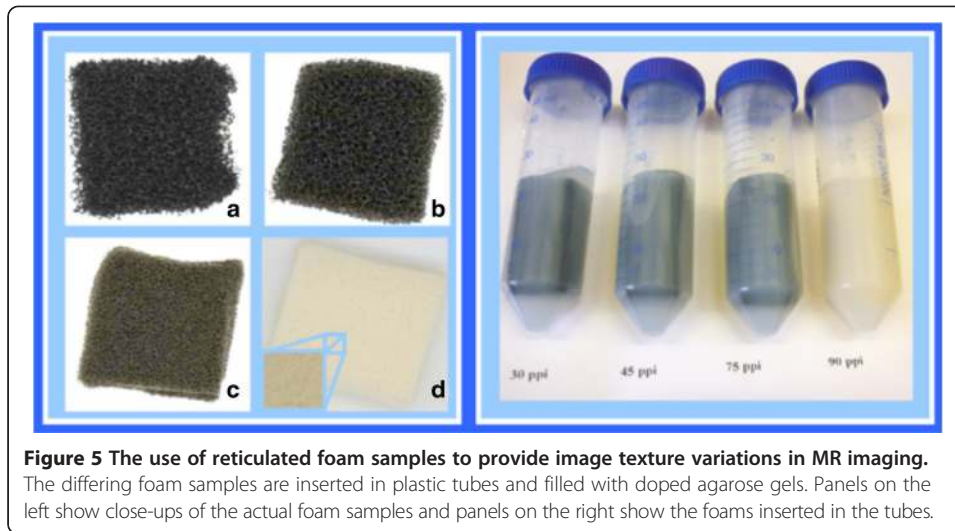 a
b
c
d
30 ppi
45 ppi
75 ppi
90 ppi
Figure 5 The use of reticulated foam samples to provide image texture variations in MR imaging.
The differing foam samples are inserted in plastic tubes and filled with doped agarose gels. Panels on the
left show close-ups of the actual foam samples and panels on the right show the foams inserted in the tubes.